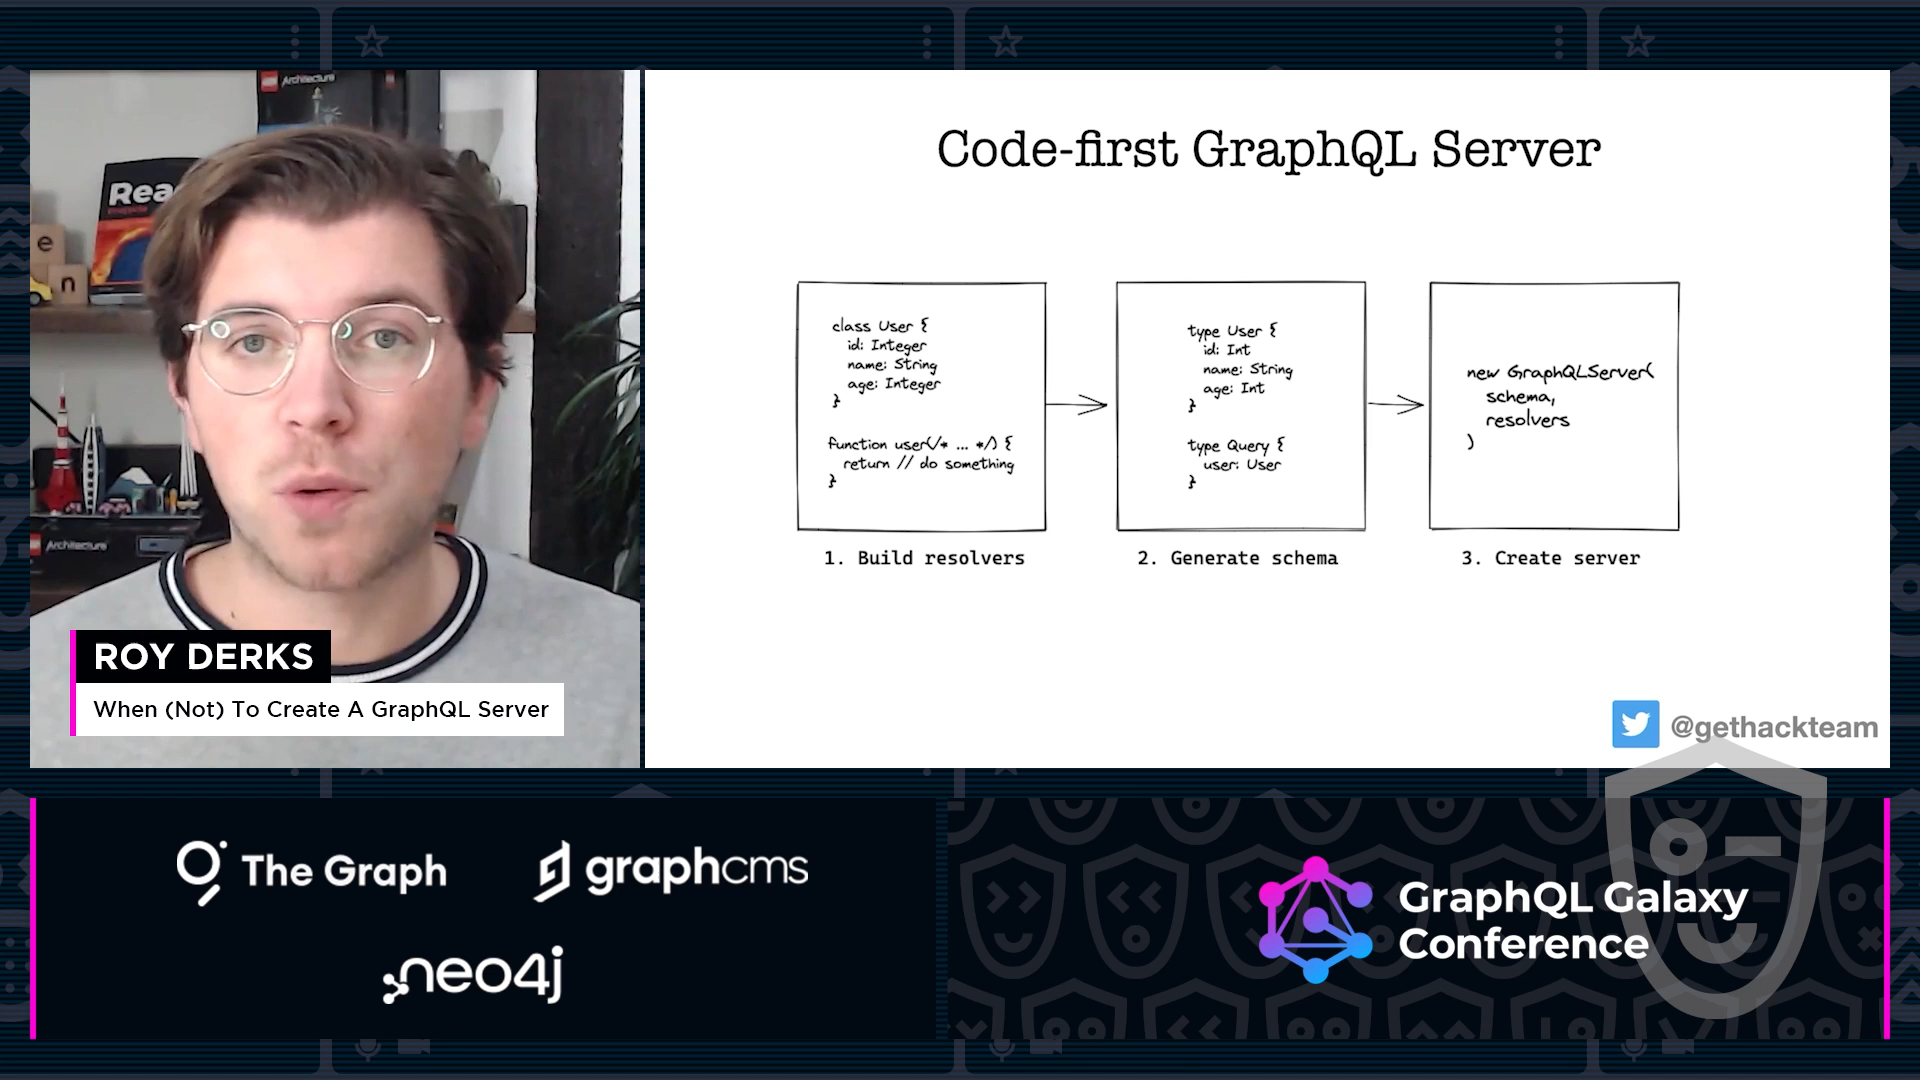 Architecture
Rea
e
n
Architecture
ROY DERKS
When (Not) To Create A GraphQL Server
Code-first GraphQL Server
class User {
id: Integer
name: String
age: Integer
}
function user(/* ... */) {
return // do something
}
1. Build resolvers
type User {
id: Int
name: String
age: Int
}
type Query {
user: User
}
2. Generate schema
new GraphQLServer(
schema,
resolvers
)
3. Create server
@gethackteam
The Graph
graphcms
neo4j
GraphQL Galaxy
Conference